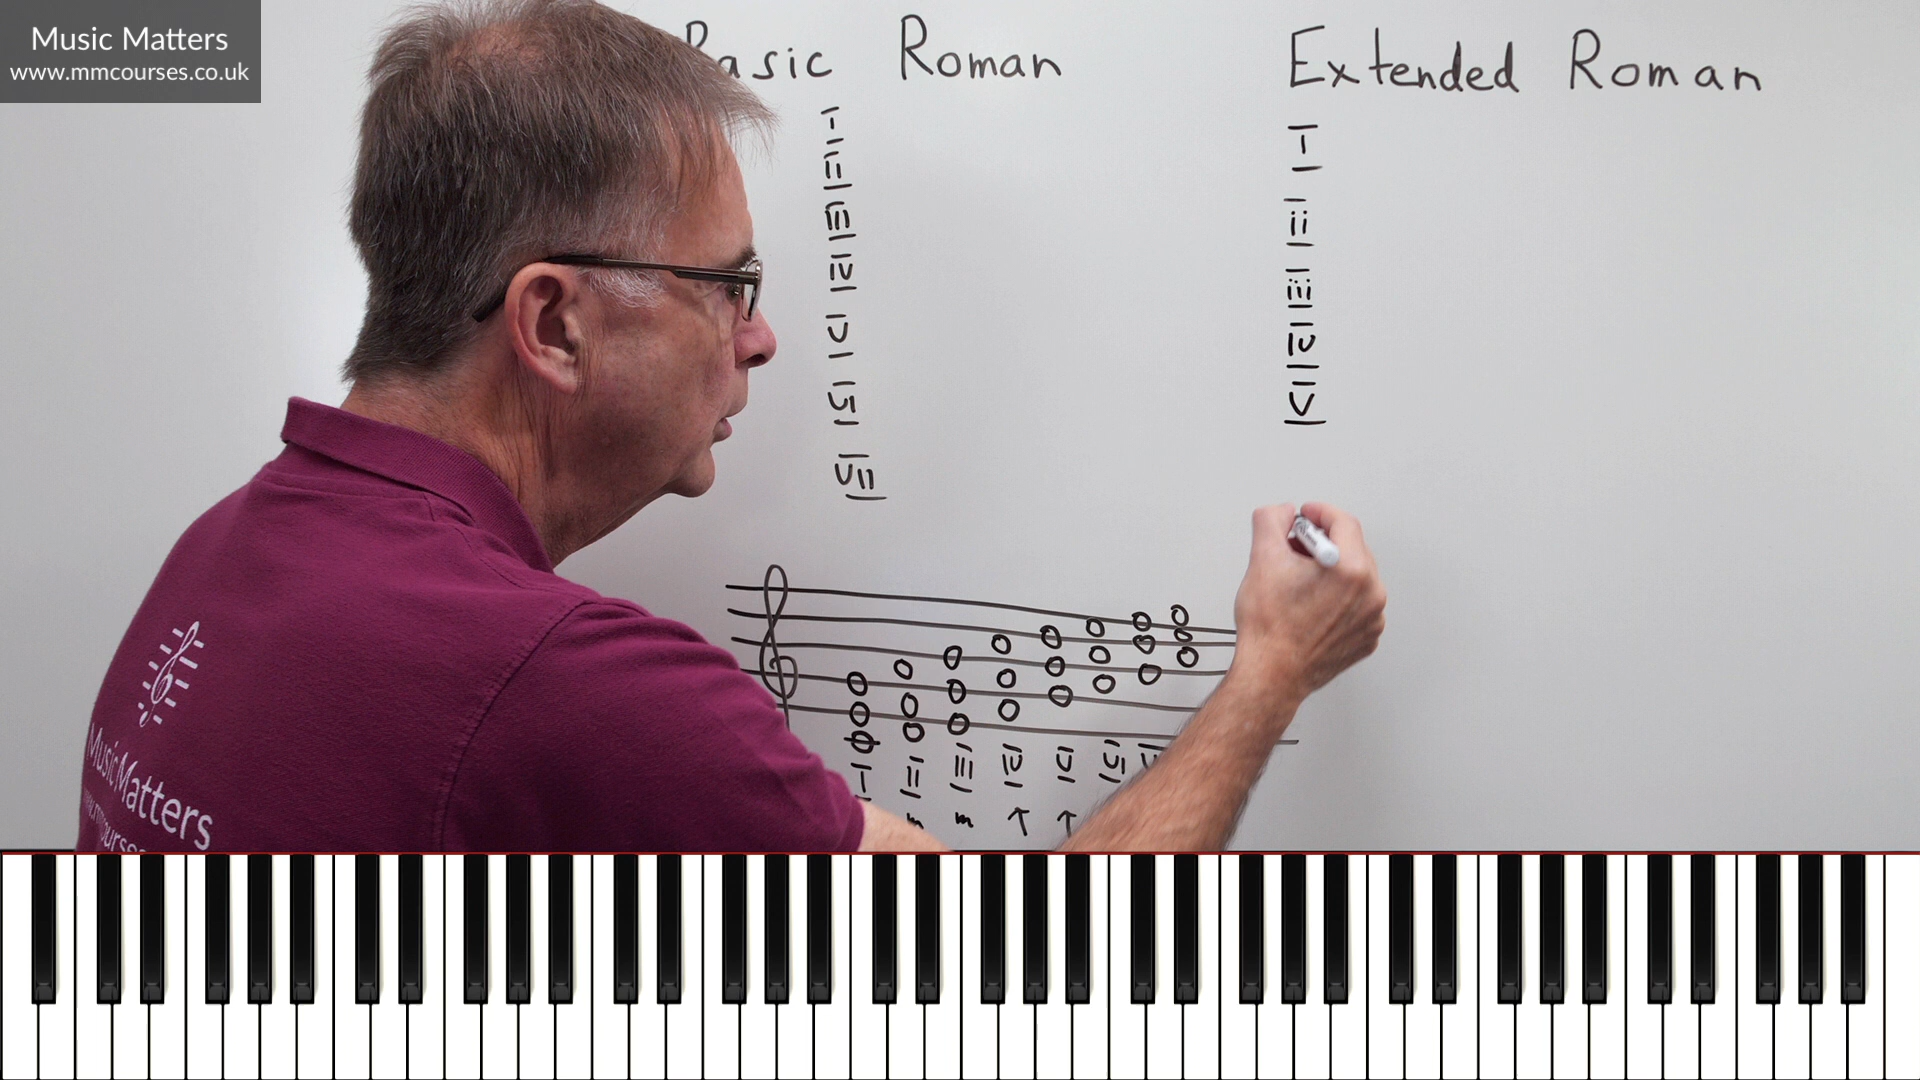 Music Matters
www.mmcourses.co.uk
Basic Roman
I
II
III
IV
V
VI
VII
Extended Roman
I
ii
iii
IV
V
I II III IV V VI
m m
MusicMatters